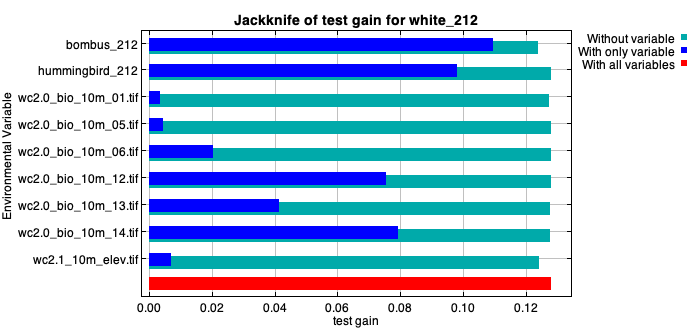 Jackknife of test gain for white_212
Without variable
With only variable
With all variables
Environmental Variable
bombus_212
hummingbird_212
wc2.0_bio_10m_01.tif
wc2.0_bio_10m_05.tif
wc2.0_bio_10m_06.tif
wc2.0_bio_10m_12.tif
wc2.0_bio_10m_13.tif
wc2.0_bio_10m_14.tif
wc2.1_10m_elev.tif
0.00 0.02 0.04 0.06 0.08 0.10 0.12
test gain